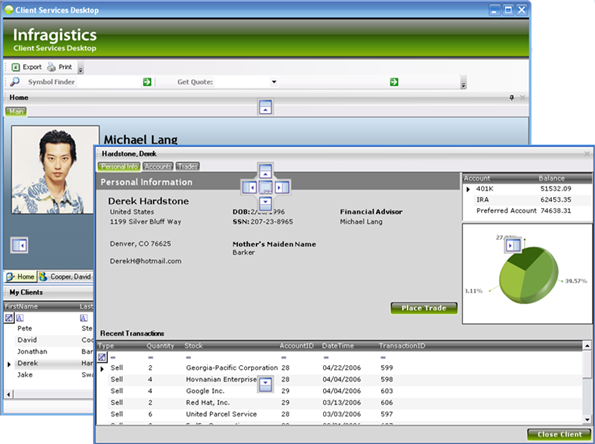 Client Services Desktop
Infragistics
Client Services Desktop
Export Print
Symbol Finder Get Quote:
Home
Main
Michael Lang
Hardstone, Derek
Personal Info Accounts Trades
Personal Information
Derek Hardstone
United States DOB: 1996 Financial Advisor
1199 Silver Bluff Way SSN: 207-23-8965 Michael Lang
Denver, CO 76625 Mother's Maiden Name
Barker
DerekH@hotmail.com
Place Trade
Account Balance
401K 51532.09
IRA 62453.35
Preferred Account 74638.31
27.
39.57%
1.11%
Home Cooper, David
My Clients
FirstName Last
Pete Ste
David Coo
Jonathan Bar
Derek Har
Jake Swa
Recent Transactions
Type Quantity Stock AccountID DateTime TransactionID
= = = = =
Sell 2 Georgia-Pacific Corporation 28 04/22/2006 599
Sell 4 Hovnanian Enterprise 28 04/04/2006 604
Sell 4 Google Inc. 29 04/04/2006 603
Sell 2 Red Hat, Inc. 29 03/13/2006 606
Sell 6 United Parcel Service 28 03/03/2006 597
Close Client